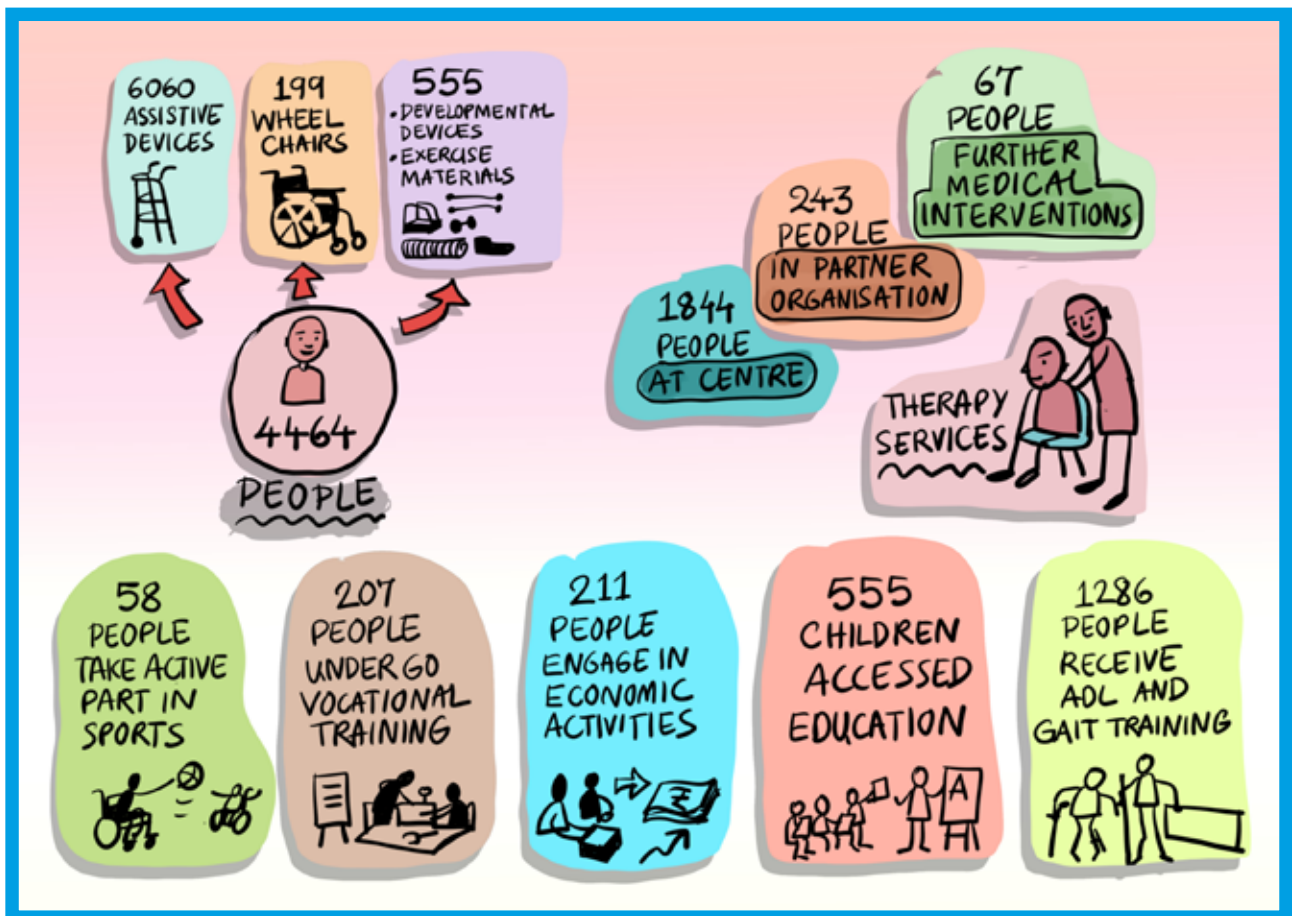 6060
ASSISTIVE
DEVICES
199
WHEEL
CHAIRS
555
• DEVELOPMENTAL
DEVICES
• EXERCISE
MATERIALS
4464
PEOPLE
67
PEOPLE
FURTHER
MEDICAL
INTERVENTIONS
243
PEOPLE
IN PARTNER
ORGANISATION
1844
PEOPLE
AT CENTRE
THERAPY
SERVICES
58
PEOPLE
TAKE ACTIVE
PART IN
SPORTS
207
PEOPLE
UNDERGO
VOCATIONAL
TRAINING
211
PEOPLE
ENGAGE IN
ECONOMIC
ACTIVITIES
₹
555
CHILDREN
ACCESSED
EDUCATION
A
1286
PEOPLE
RECEIVE
ADL AND
GAIT TRAINING